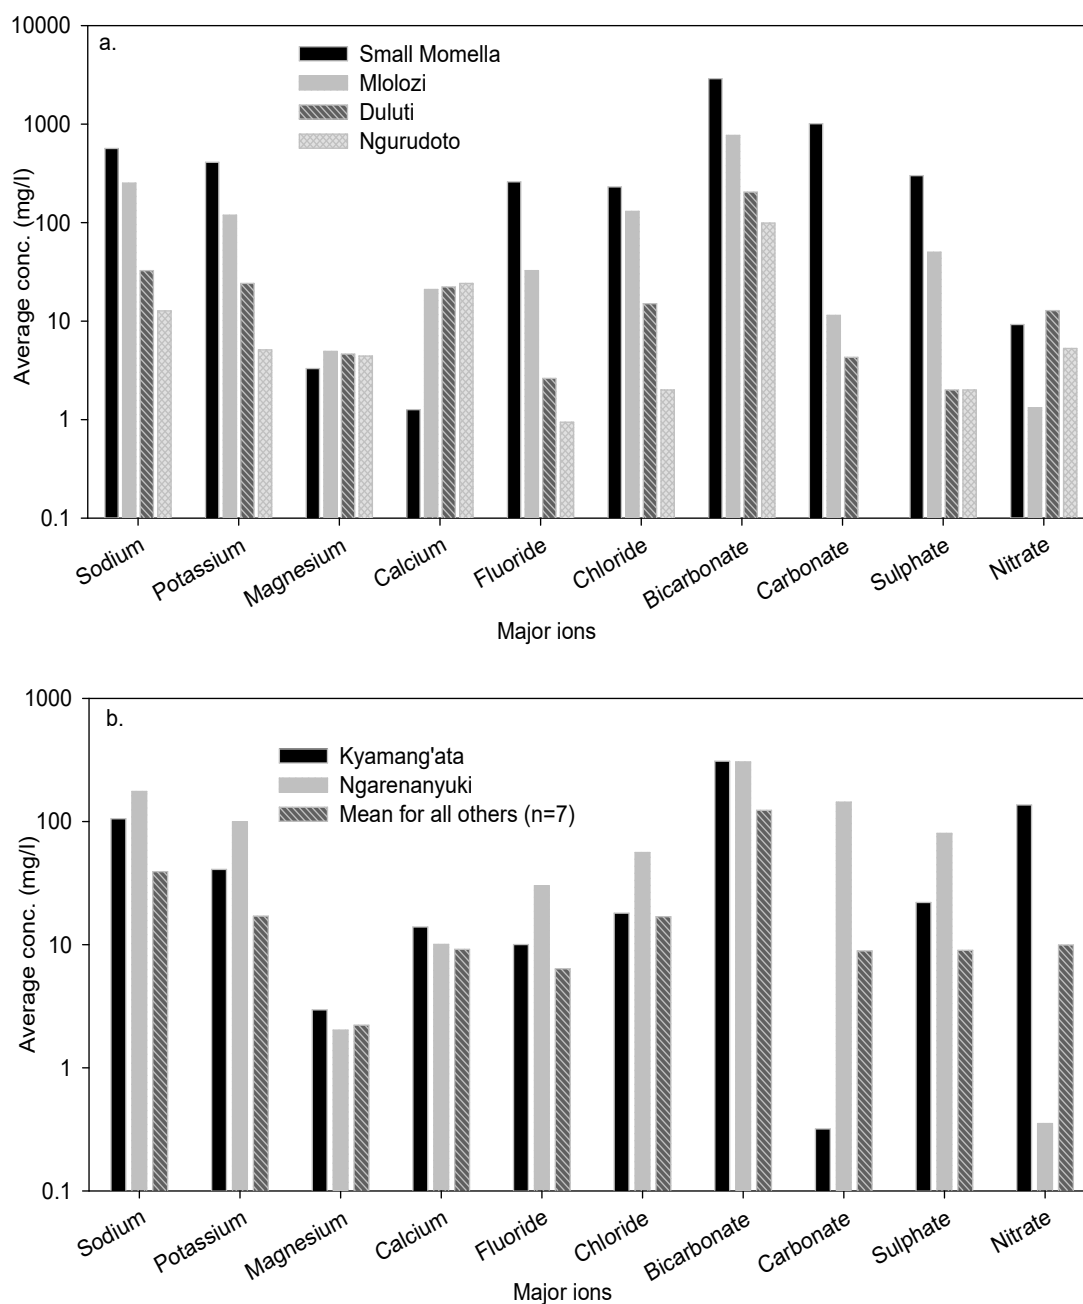 10000
a.
Small Momella
Mlolozi
Duluti
Ngurudoto
1000
100
10
1
0.1
Average conc. (mg/l)
Sodium
Potassium
Magnesium
Calcium
Fluoride
Chloride
Bicarbonate
Carbonate
Sulphate
Nitrate
Major ions
1000
b.
Kyamang'ata
Ngarenanyuki
Mean for all others (n=7)
100
10
1
0.1
Average conc. (mg/l)
Sodium
Potassium
Magnesium
Calcium
Fluoride
Chloride
Bicarbonate
Carbonate
Sulphate
Nitrate
Major ions